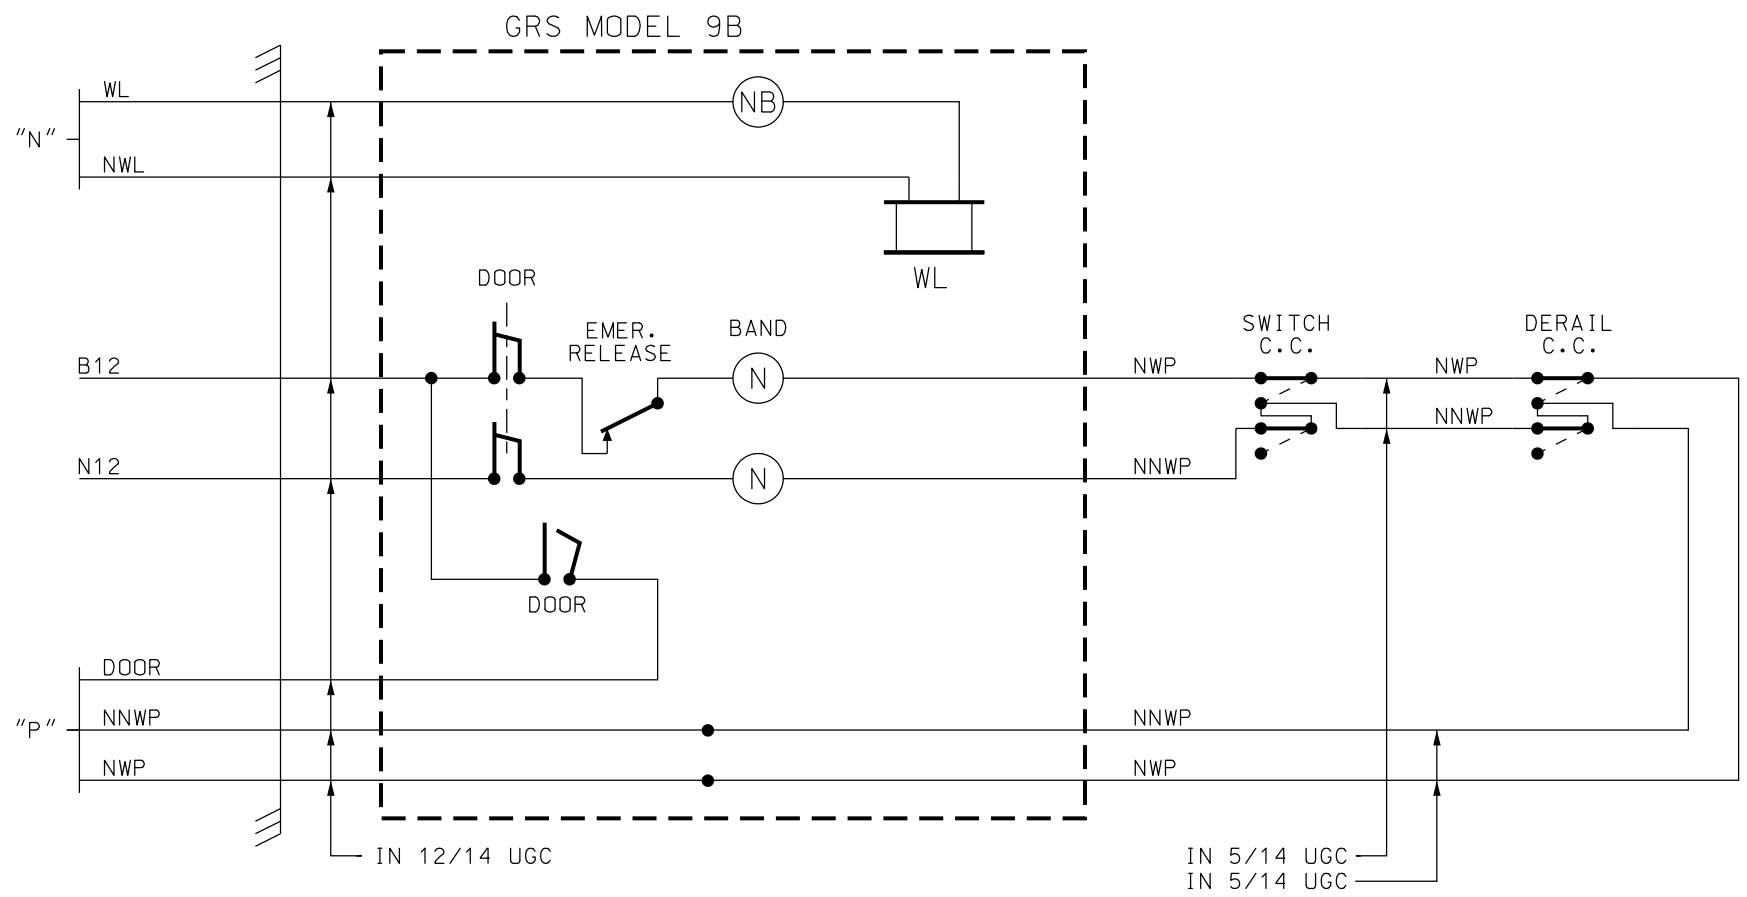 GRS MODEL 9B
WL
NB
"N"
NWL
WL
DOOR
EMER.
RELEASE
BAND
SWITCH
C.C.
DERAIL
C.C.
B12
N
NWP
NWP
NNWP
N12
N
NNWP
DOOR
DOOR
"P"
NNWP
NNWP
NWP
NWP
IN 12/14 UGC
IN 5/14 UGC
IN 5/14 UGC